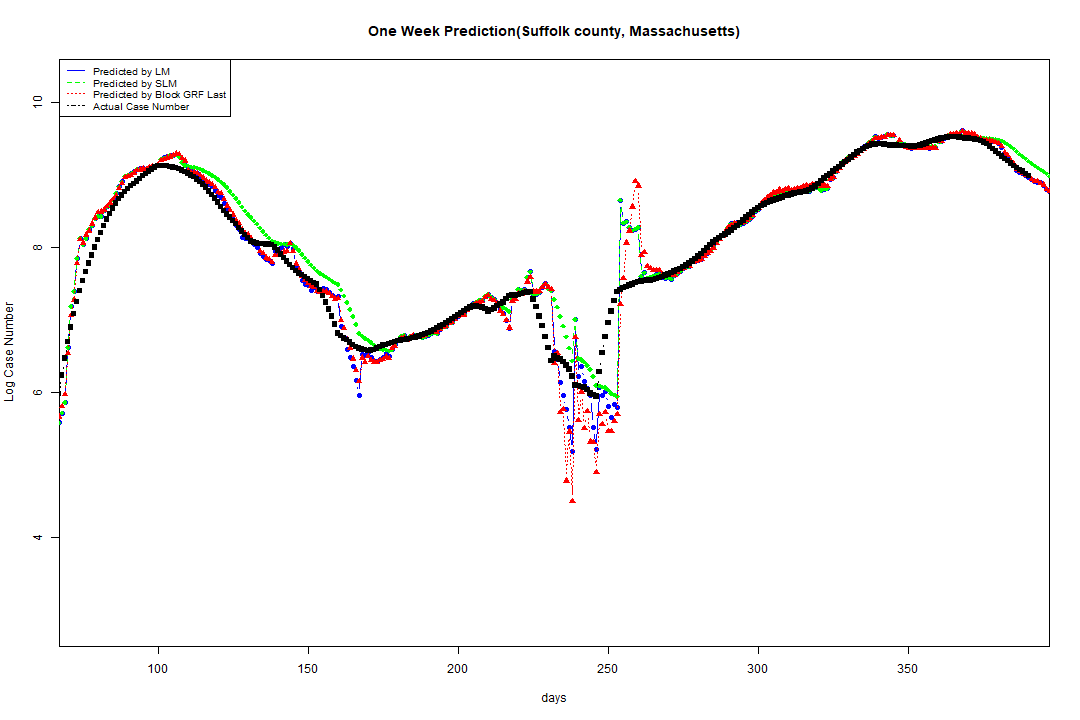 One Week Prediction(Suffolk county, Massachusetts)
Predicted by LM
Predicted by SLM
Predicted by Block GRF Last
Actual Case Number
10
8
6
4
Log Case Number
100 150 200 250 300 350
days